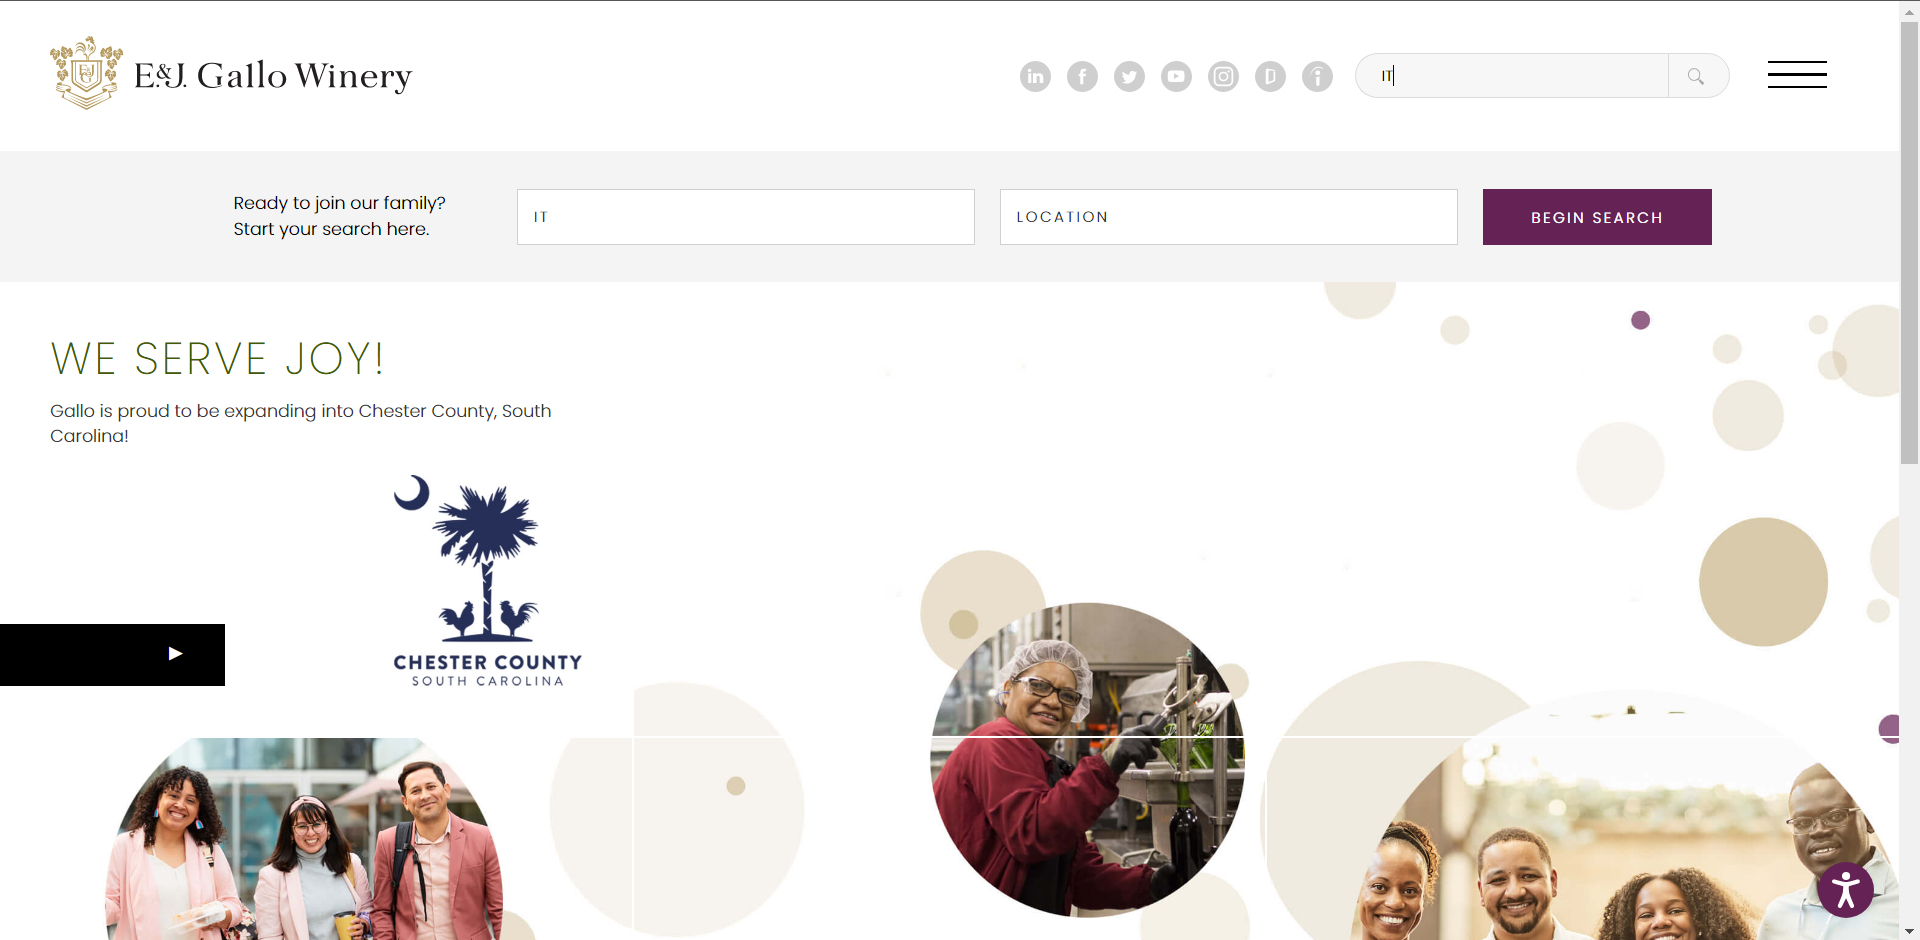 E.&J. Gallo Winery
IT
Ready to join our family?
Start your search here.
IT
LOCATION
BEGIN SEARCH
WE SERVE JOY!
Gallo is proud to be expanding into Chester County, South
Carolina!
CHESTER COUNTY
SOUTH CAROLINA